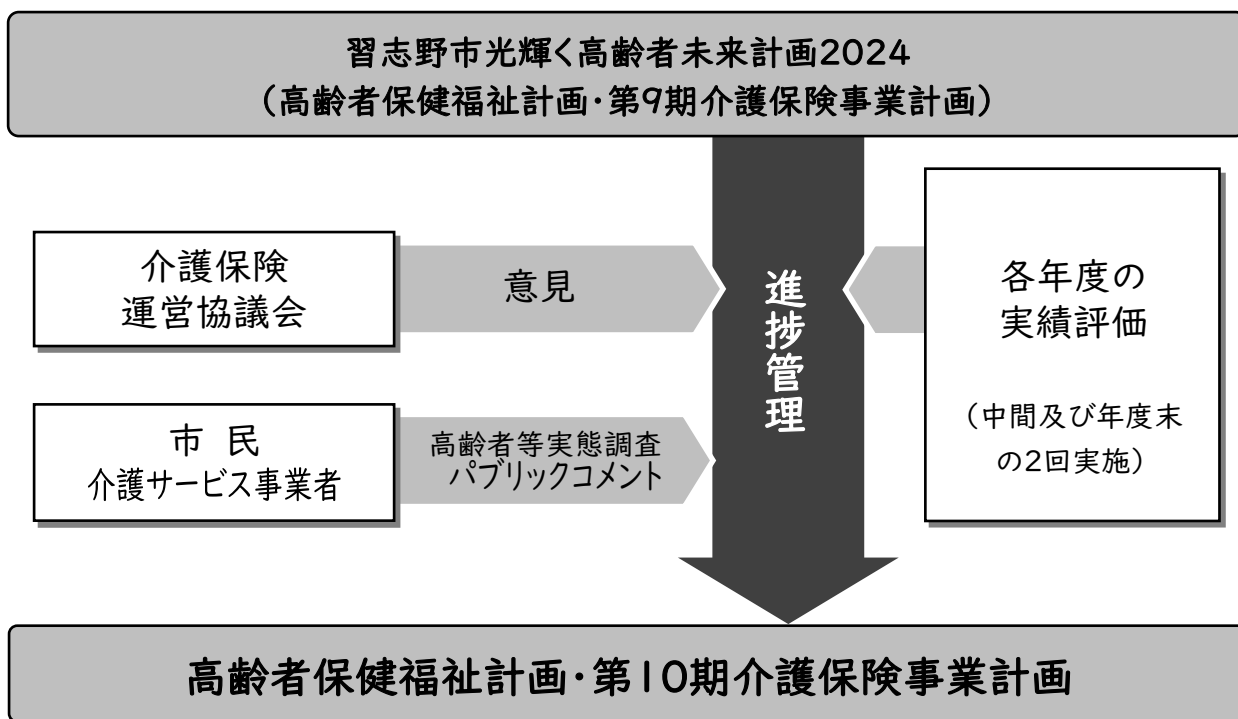 習志野市光輝く高齢者未来計画2024
（高齢者保健福祉計画・第9期介護保険事業計画）
介護保険
運営協議会
意見
進捗管理
各年度の
実績評価
（中間及び年度末
の2回実施）
市 民
介護サービス事業者
高齢者等実態調査
パブリックコメント
高齢者保健福祉計画・第10期介護保険事業計画